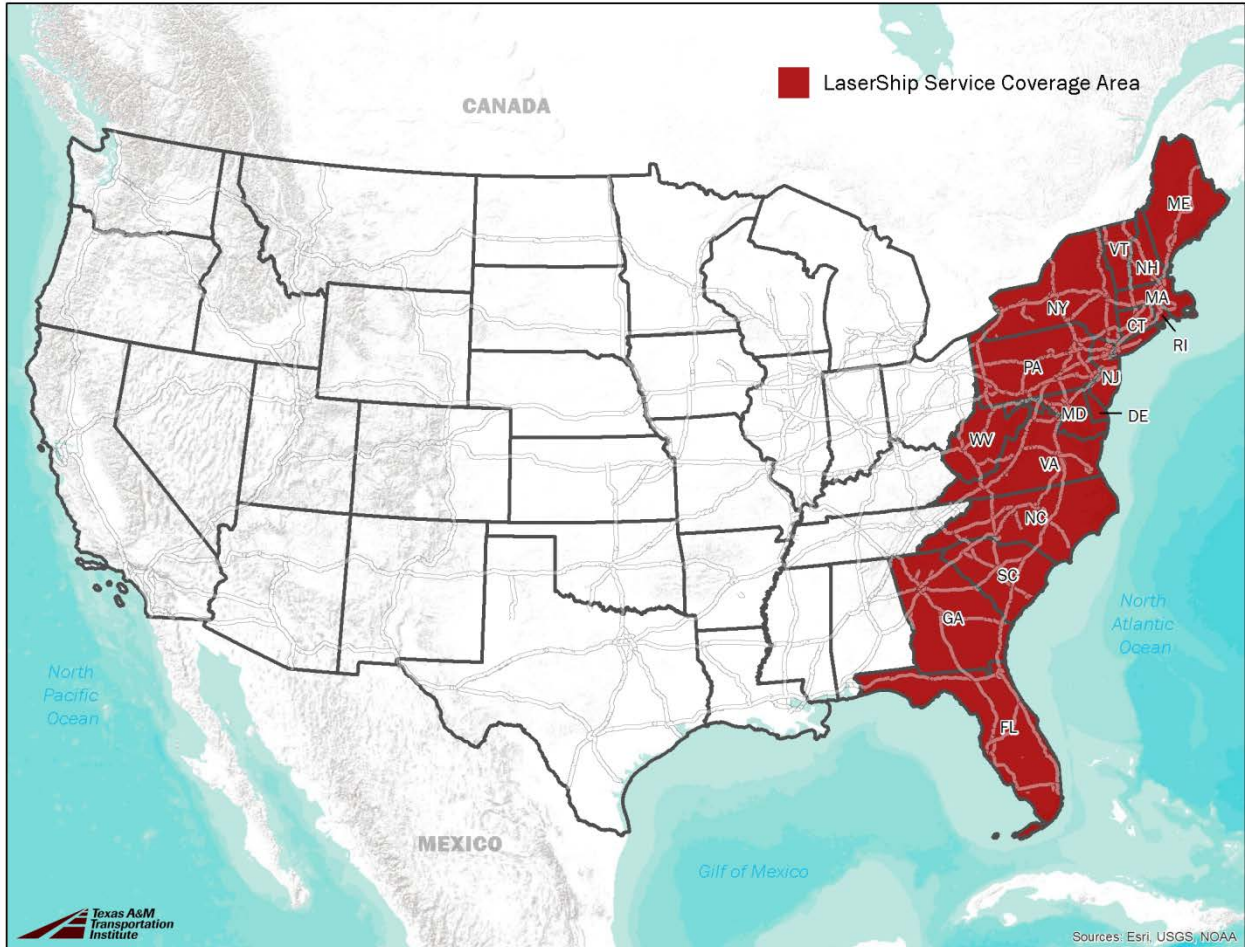 LaserShip Service Coverage Area
CANADA
ME
VT
NH
NY
MA
CT
RI
PA
NJ
MD
DE
WV
VA
NC
SC
North
Atlantic
Ocean
GA
North
Pacific
Ocean
FL
MEXICO
Gilf of Mexico
Texas A&M
Transportation
Institute
Sources: Esri, USGS, NOAA